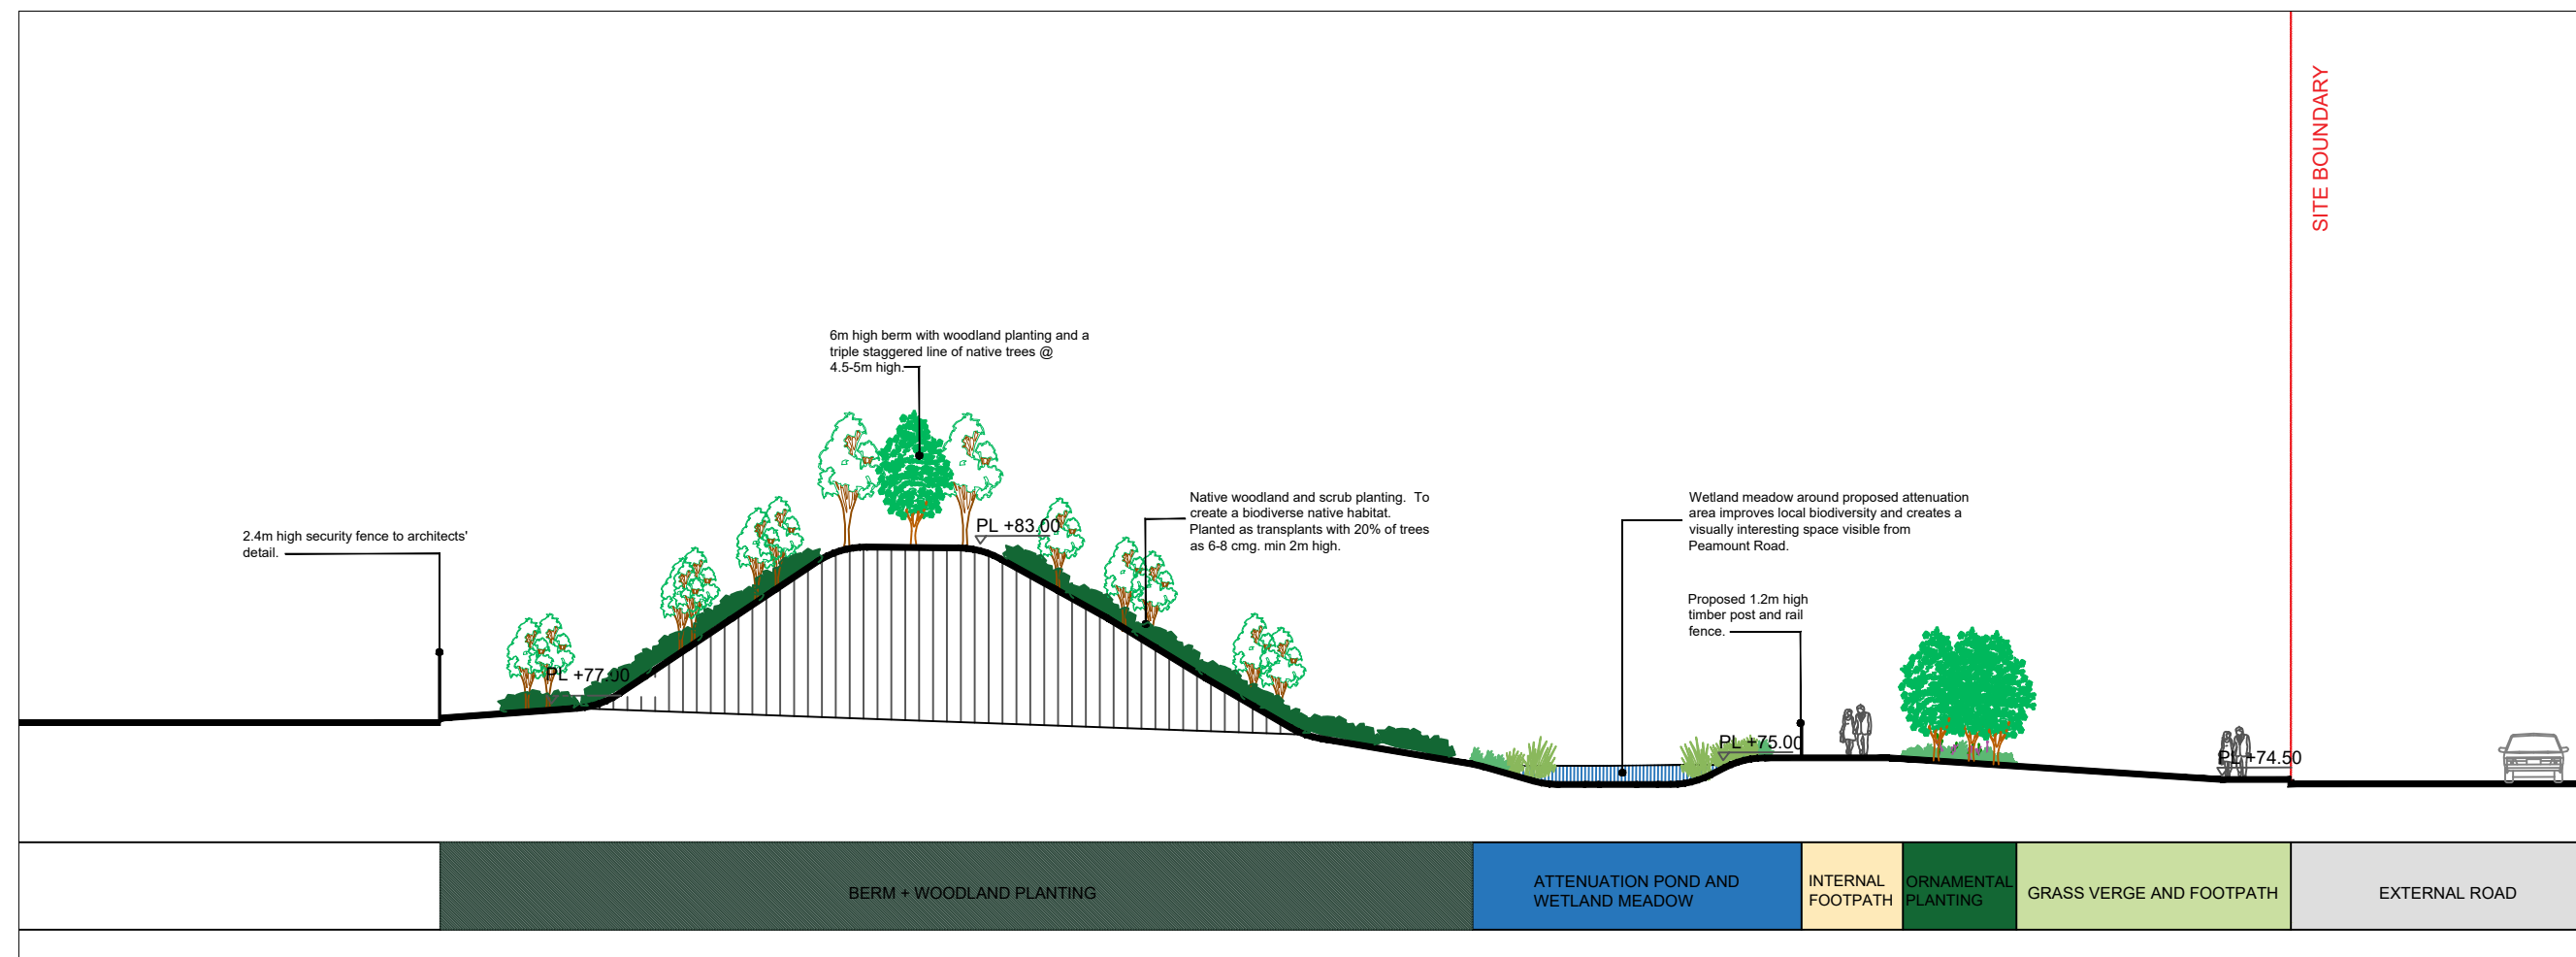 SITE BOUNDARY
6m high berm with woodland planting and a
triple staggered line of native trees @
4.5-5m high.
2.4m high security fence to architects'
detail.
PL +83.00
Native woodland and scrub planting. To
create a biodiverse native habitat.
Planted as transplants with 20% of trees
as 6-8 cmg. min 2m high.
Wetland meadow around proposed attenuation
area improves local biodiversity and creates a
visually interesting space visible from
Peamount Road.
Proposed 1.2m high
timber post and rail
fence.
PL +77.00
PL +75.00
PL +74.50
BERM + WOODLAND PLANTING
ATTENUATION POND AND
WETLAND MEADOW
INTERNAL
FOOTPATH
ORNAMENTAL
PLANTING
GRASS VERGE AND FOOTPATH
EXTERNAL ROAD